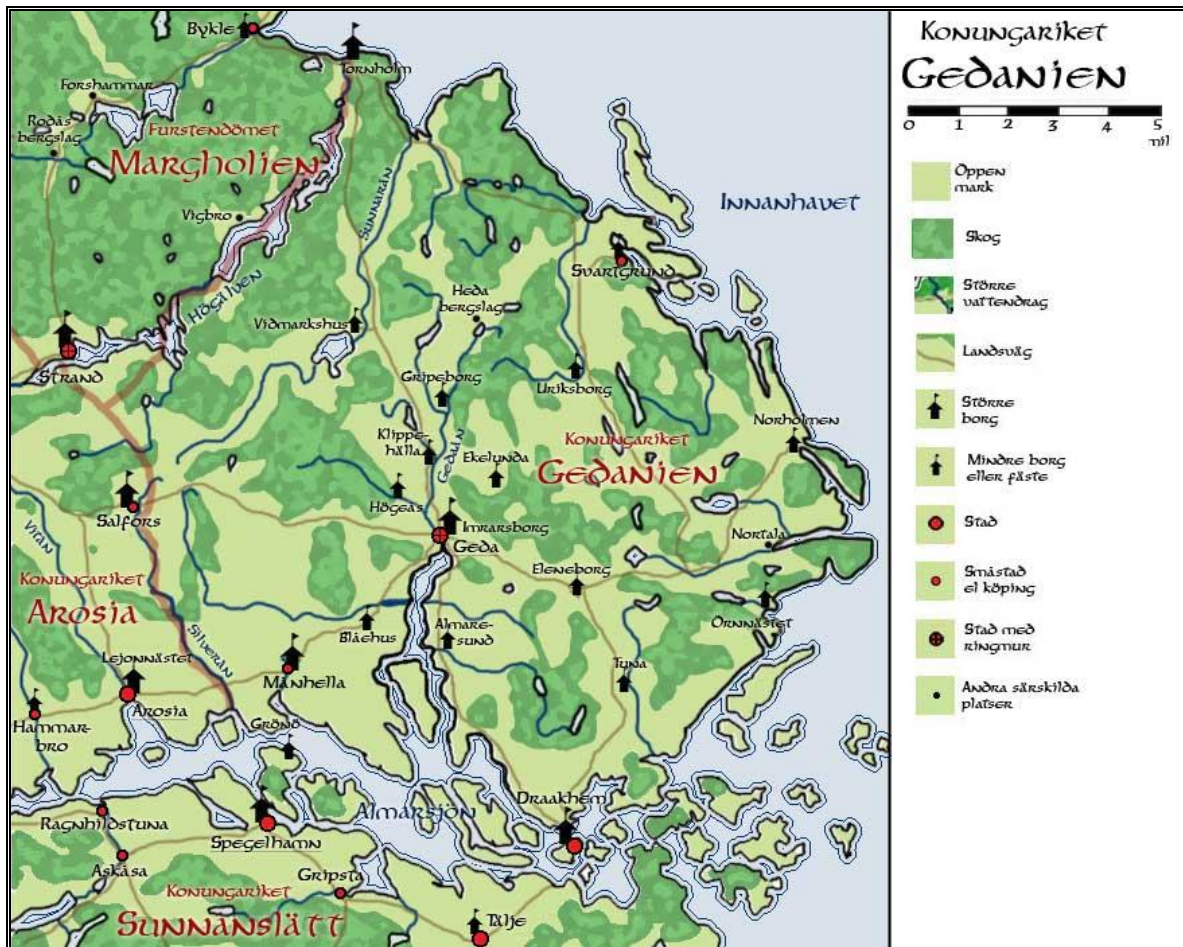 Bykle
Tornholm
Forshammar
Rodås
bergslag
Furstendömet
Margholien
Vigbro
Sunnarån
Högälven
Innanhavet
Svartgrund
Heda
bergslag
Vidmarkshus
Strand
Gripeborg
Uriksborg
Norholmen
Klippe-
hälla
Gedaån
Ekelunda
Konungariket
Gedanien
Högeås
Salfors
Imrarsborg
Geda
Virån
Nortala
Eleneborg
Konungariket
Arosia
Silverån
Blåehus
Almare-
sund
Örnnästet
Lejonnästet
Månhella
Tuna
Arosia
Hammar-
bro
Grönö
Ragnhildstuna
Spegelhamn
Almarsjön
Draakhem
Askåsa
Gripsta
Konungariket
Sunnanslätt
Tälje
Konungariket
Gedanien
0 1 2 3 4 5
mil
Öppen
mark
Skog
Större
vattendrag
Landsväg
Större
borg
Mindre borg
eller fäste
Stad
Småstad
el köping
Stad med
ringmur
Andra särskilda
platser